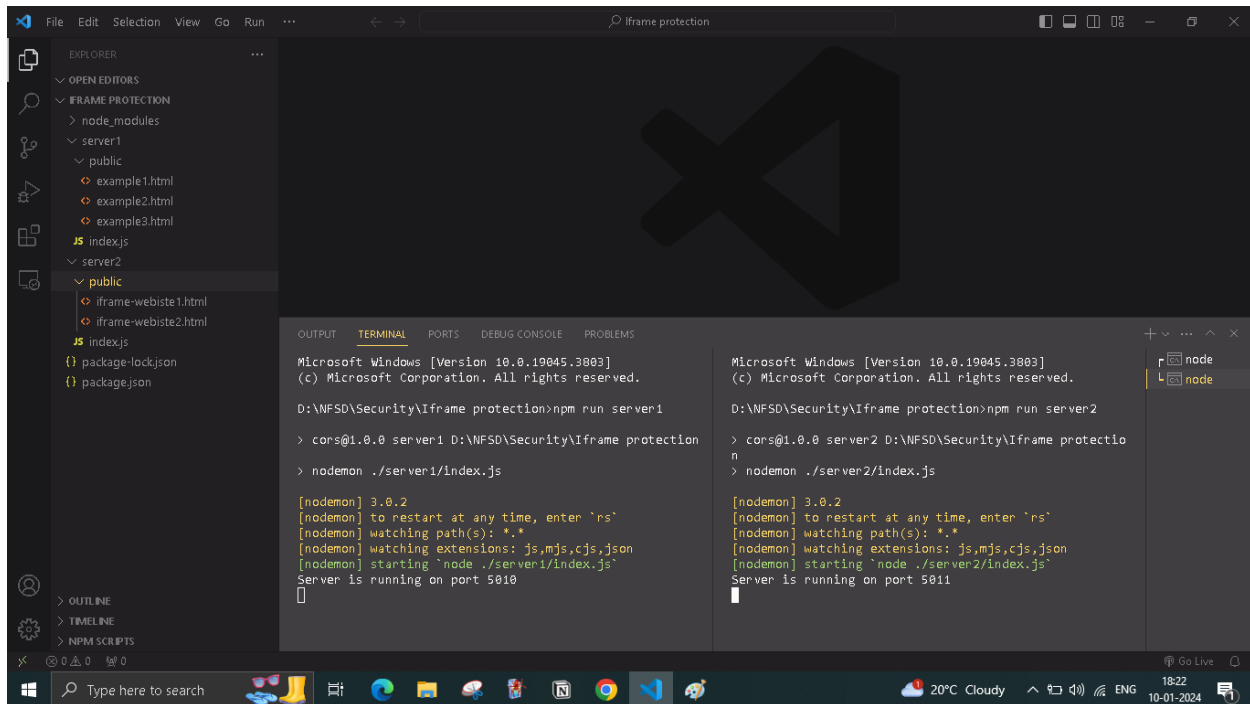 File Edit Selection View Go Run ···
Iframe protection
EXPLORER
OPEN EDITORS
IFRAME PROTECTION
node_modules
server1
public
<> example1.html
<> example2.html
<> example3.html
JS index.js
server2
public
<> iframe-webiste1.html
<> iframe-webiste2.html
JS index.js
{} package-lock.json
{} package.json
OUTLINE
TIMELINE
NPM SCRIPTS
OUTPUT TERMINAL PORTS DEBUG CONSOLE PROBLEMS
Microsoft Windows [Version 10.0.19045.3803]
(c) Microsoft Corporation. All rights reserved.
D:\NFSD\Security\Iframe protection>npm run server1
> cors@1.0.0 server1 D:\NFSD\Security\Iframe protection
> nodemon ./server1/index.js
[nodemon] 3.0.2
[nodemon] to restart at any time, enter `rs`
[nodemon] watching path(s): *.*
[nodemon] watching extensions: js,mjs,cjs,json
[nodemon] starting `node ./server1/index.js`
Server is running on port 5010
Microsoft Windows [Version 10.0.19045.3803]
(c) Microsoft Corporation. All rights reserved.
D:\NFSD\Security\Iframe protection>npm run server2
> cors@1.0.0 server2 D:\NFSD\Security\Iframe protectio
n
> nodemon ./server2/index.js
[nodemon] 3.0.2
[nodemon] to restart at any time, enter `rs`
[nodemon] watching path(s): *.*
[nodemon] watching extensions: js,mjs,cjs,json
[nodemon] starting `node ./server2/index.js`
Server is running on port 5011
node
node
0 0 0
Go Live
Type here to search
20°C Cloudy
ENG
18:22
10-01-2024
1